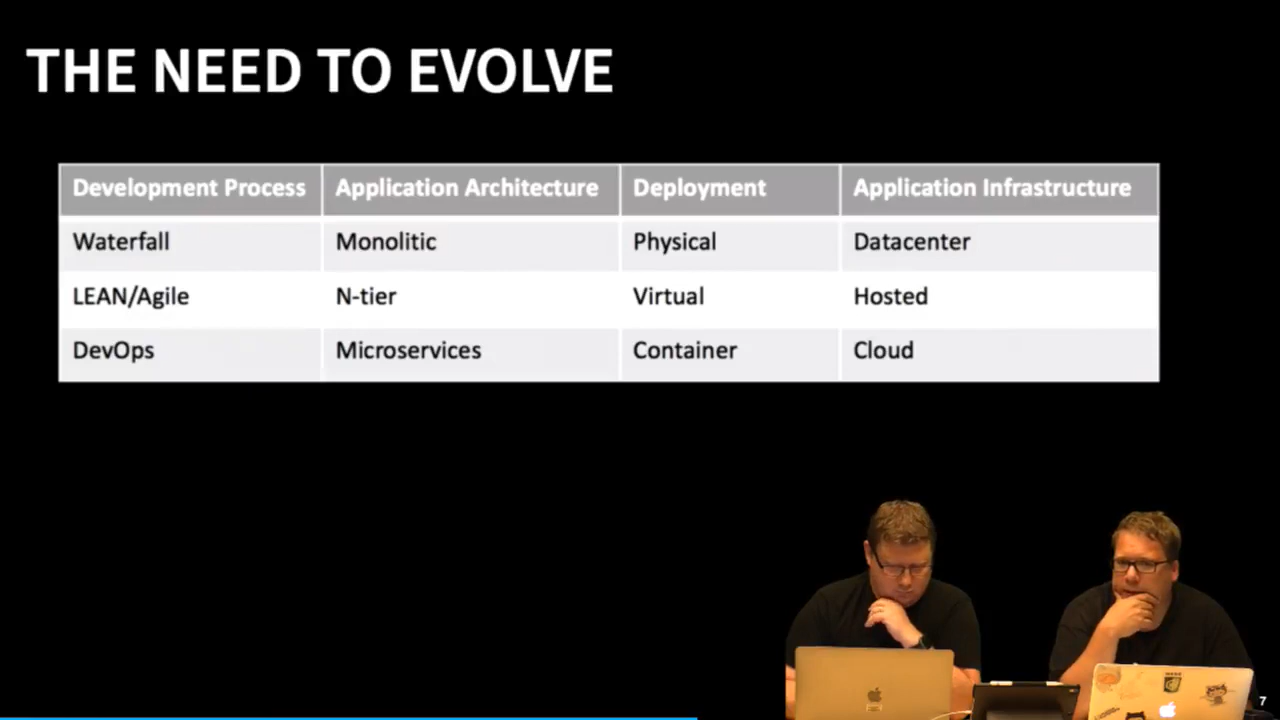 THE NEED TO EVOLVE
Development Process Application Architecture Deployment Application Infrastructure
Waterfall Monolitic Physical Datacenter
LEAN/Agile N-tier Virtual Hosted
DevOps Microservices Container Cloud
7